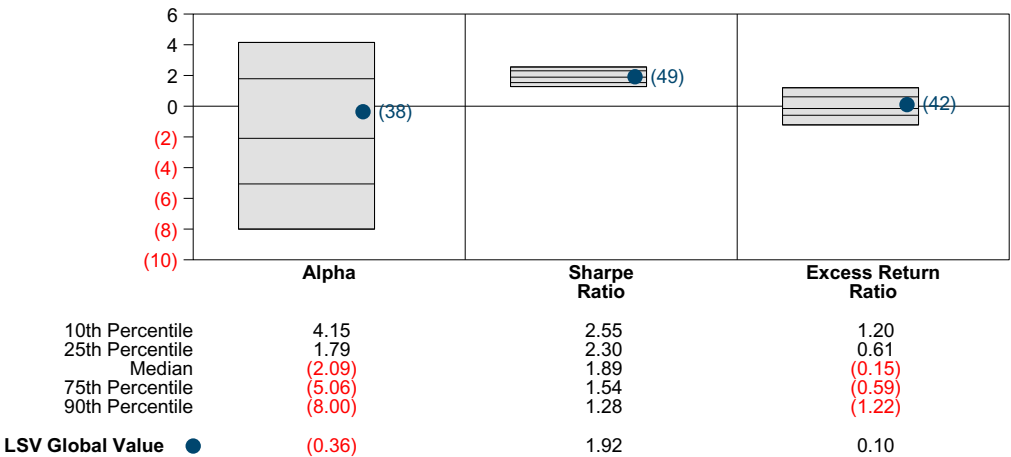 6
4
2
0
(2)
(4)
(6)
(8)
(10)
(38)
(49)
(42)
Alpha
Sharpe
Ratio
Excess Return
Ratio
10th Percentile 4.15 2.55 1.20
25th Percentile 1.79 2.30 0.61
Median (2.09) 1.89 (0.15)
75th Percentile (5.06) 1.54 (0.59)
90th Percentile (8.00) 1.28 (1.22)
LSV Global Value (0.36) 1.92 0.10